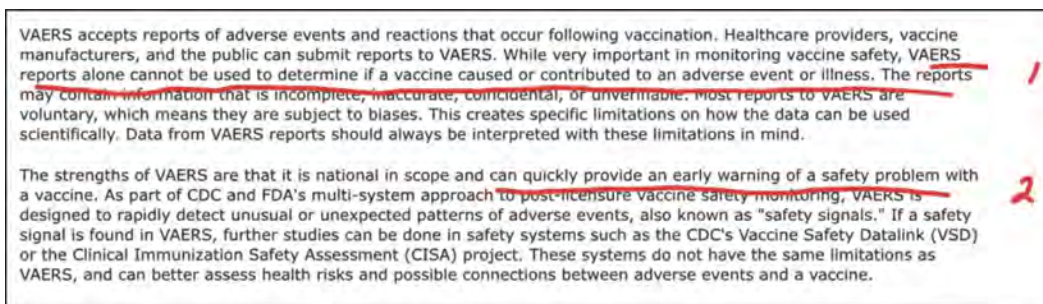 VAERS accepts reports of adverse events and reactions that occur following vaccination. Healthcare providers, vaccine
manufacturers, and the public can submit reports to VAERS. While very important in monitoring vaccine safety, VAERS
reports alone cannot be used to determine if a vaccine caused or contributed to an adverse event or illness. The reports
1
may contain information that is incomplete, inaccurate, coincidental, or unverifiable. Most reports to VAERS are
voluntary, which means they are subject to biases. This creates specific limitations on how the data can be used
scientifically. Data from VAERS reports should always be interpreted with these limitations in mind.
The strengths of VAERS are that it is national in scope and can quickly provide an early warning of a safety problem with
a vaccine. As part of CDC and FDA's multi-system approach to post-licensure vaccine safety monitoring, VAERS is
2
designed to rapidly detect unusual or unexpected patterns of adverse events, also known as "safety signals." If a safety
signal is found in VAERS, further studies can be done in safety systems such as the CDC's Vaccine Safety Datalink (VSD)
or the Clinical Immunization Safety Assessment (CISA) project. These systems do not have the same limitations as
VAERS, and can better assess health risks and possible connections between adverse events and a vaccine.